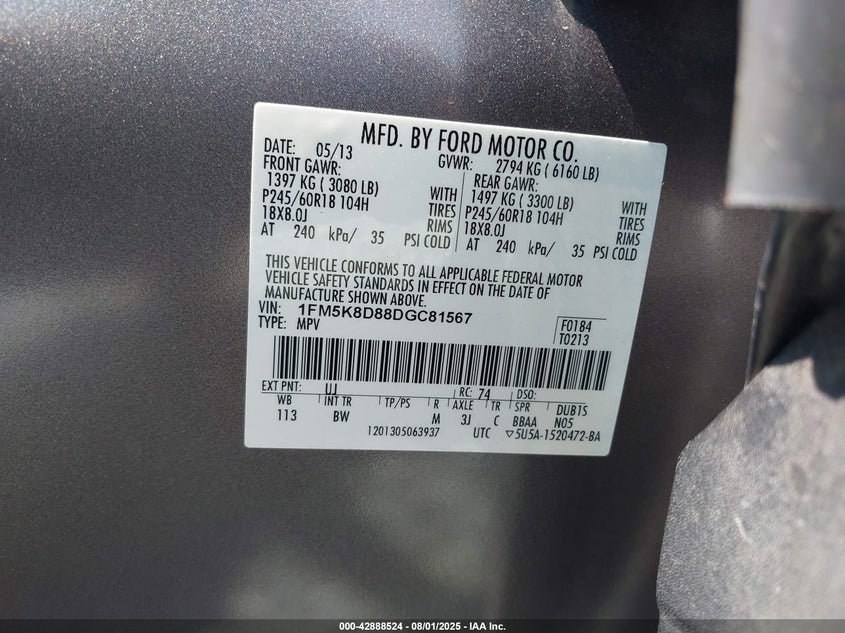 MFD. BY FORD MOTOR CO.
DATE: 05/13 GVWR: 2794 KG ( 6160 LB)
FRONT GAWR: REAR GAWR:
1397 KG ( 3080 LB) WITH 1497 KG ( 3300 LB) WITH
P245/60R18 104H TIRES P245/60R18 104H TIRES
18X8.0J RIMS 18X8.0J RIMS
AT 240 kPa/ 35 PSI COLD AT 240 kPa/ 35 PSI COLD
THIS VEHICLE CONFORMS TO ALL APPLICABLE FEDERAL MOTOR
VEHICLE SAFETY STANDARDS IN EFFECT ON THE DATE OF
MANUFACTURE SHOWN ABOVE.
VIN: 1FM5K8D88DGC81567 F0184
TYPE: MPV T0213
EXT PNT: UJ RC: 74 DSO:
WB INT TR TP/PS R AXLE TR SPR DUB1S
113 BW M 3J C BBAA N05
1201305063937 UTC ▽5U5A-1520472-BA
000-42888524 - 08/01/2025 - IAA Inc.